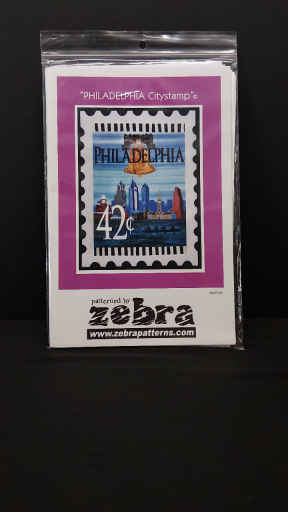 "PHILADELPHIA Citystamp"©
PHILADELPHIA
42¢
patterned by
zebra
www.zebrapatterns.com